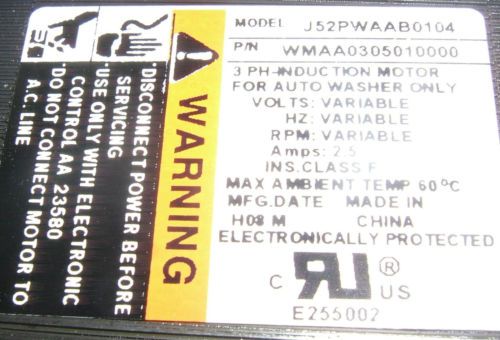 MODEL J52PWAAB0104
P/N WMAA0305010000
3 PH-INDUCTION MOTOR
FOR AUTO WASHER ONLY
VOLTS: VARIABLE
HZ: VARIABLE
RPM: VARIABLE
Amps: 2.5
INS.CLASS F
MAX AMBIENT TEMP 60°C
MFG.DATE MADE IN
H08 M CHINA
ELECTRONICALLY PROTECTED
C RU ® US
E255002
WARNING
DISCONNECT POWER BEFORE
SERVICING
USE ONLY WITH ELECTRONIC
CONTROL AA 23580
DO NOT CONNECT MOTOR TO
A.C. LINE